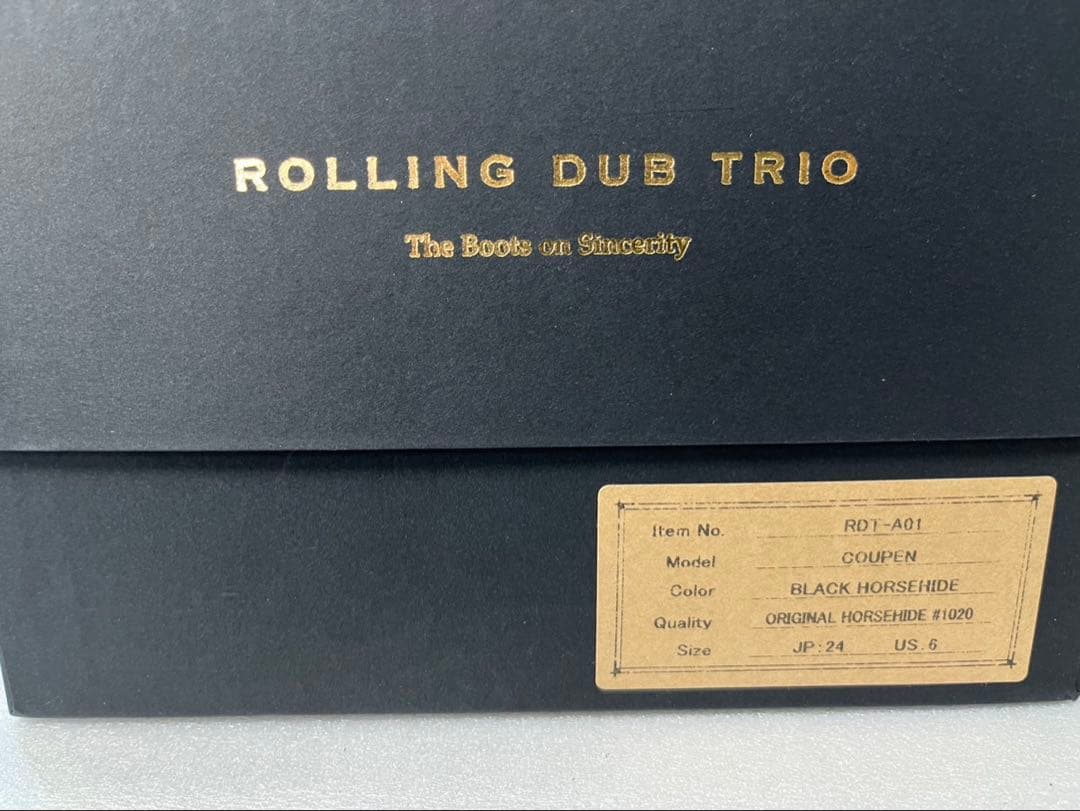 ROLLING DUB TRIO
The Boots on Sincerity
Item No. RDT-A01
Model COUPEN
Color BLACK HORSEHIDE
Quality ORIGINAL HORSEHIDE #1020
Size JP:24 US.6